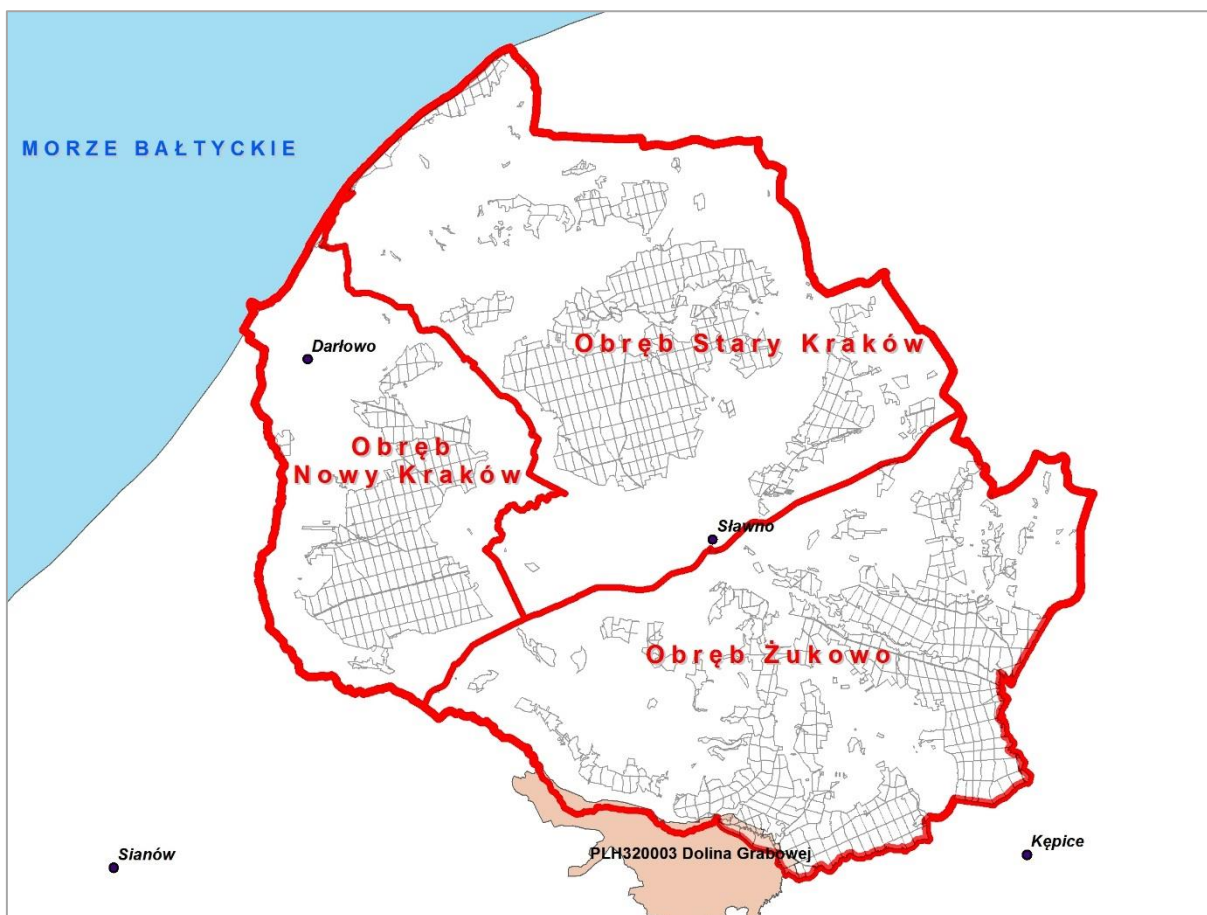 MORZE BAŁTYCKIE
Obręb Stary Kraków
Darłowo
Obręb
Nowy Kraków
Sławno
Obręb Żukowo
PLH320003 Dolina Grabowej
Sianów
Kępice